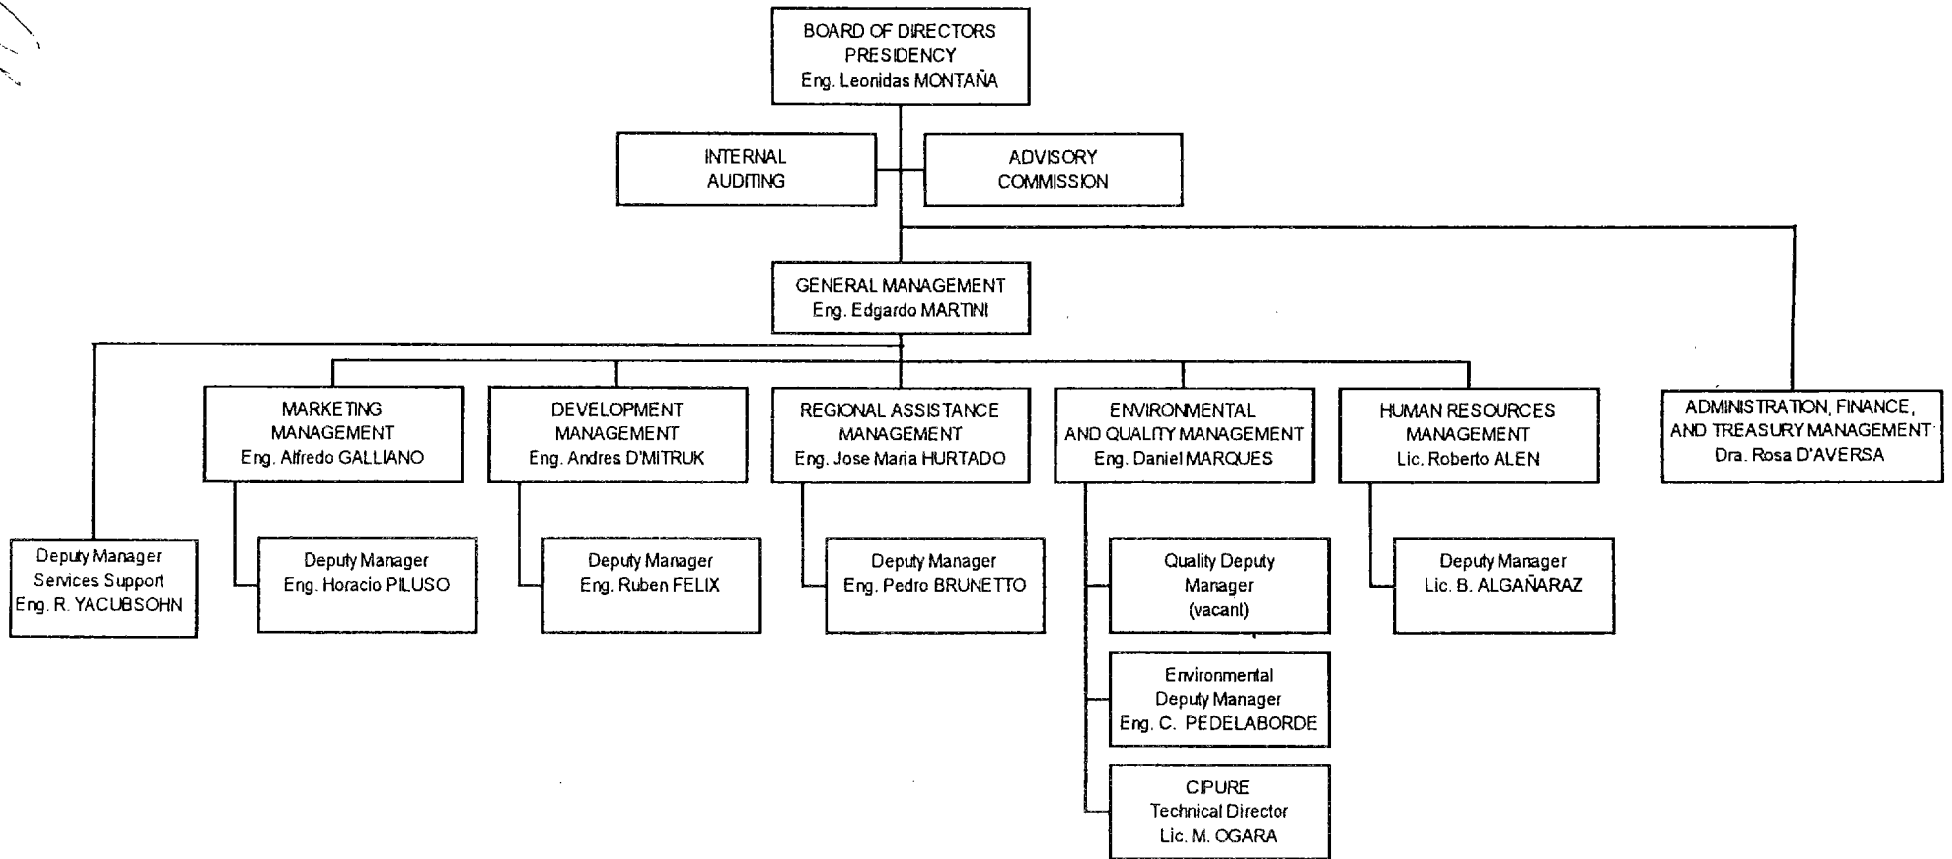 BOARD OF DIRECTORS
PRESIDENCY
Eng. Leonidas MONTAÑA
INTERNAL
AUDITING
ADVISORY
COMMISSION
GENERAL MANAGEMENT
Eng. Edgardo MARTINI
MARKETING
MANAGEMENT
Eng. Alfredo GALLIANO
DEVELOPMENT
MANAGEMENT
Eng. Andres D'MITRUK
REGIONAL ASSISTANCE
MANAGEMENT
Eng. Jose Maria HURTADO
ENVIRONMENTAL
AND QUALITY MANAGEMENT
Eng. Daniel MARQUES
HUMAN RESOURCES
MANAGEMENT
Lic. Roberto ALEN
ADMINISTRATION, FINANCE,
AND TREASURY MANAGEMENT
Dra. Rosa D'AVERSA
Deputy Manager
Services Support
Eng. R. YACUBSOHN
Deputy Manager
Eng. Horacio PILUSO
Deputy Manager
Eng. Ruben FELIX
Deputy Manager
Eng. Pedro BRUNETTO
Quality Deputy
Manager
(vacant)
Deputy Manager
Lic. B. ALGAÑARAZ
Environmental
Deputy Manager
Eng. C. PEDELABORDE
CIPURE
Technical Director
Lic. M. OGARA